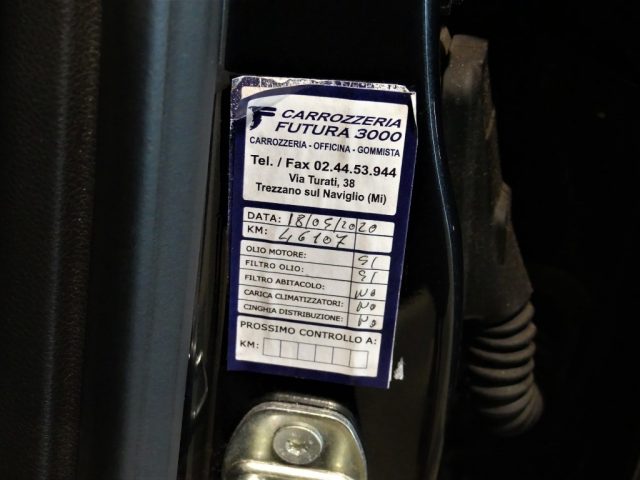 CARROZZERIA
FUTURA 3000
CARROZZERIA - OFFICINA - GOMMISTA
Tel. / Fax 02.44.53.944
Via Turati, 38
Trezzano sul Naviglio (Mi)
DATA: 18/05/2020
KM: 46107
OLIO MOTORE: SI
FILTRO OLIO: SI
FILTRO ABITACOLO: NO
CARICA CLIMATIZZATORI: NO
CINGHIA DISTRIBUZIONE: NO
PROSSIMO CONTROLLO A:
KM: